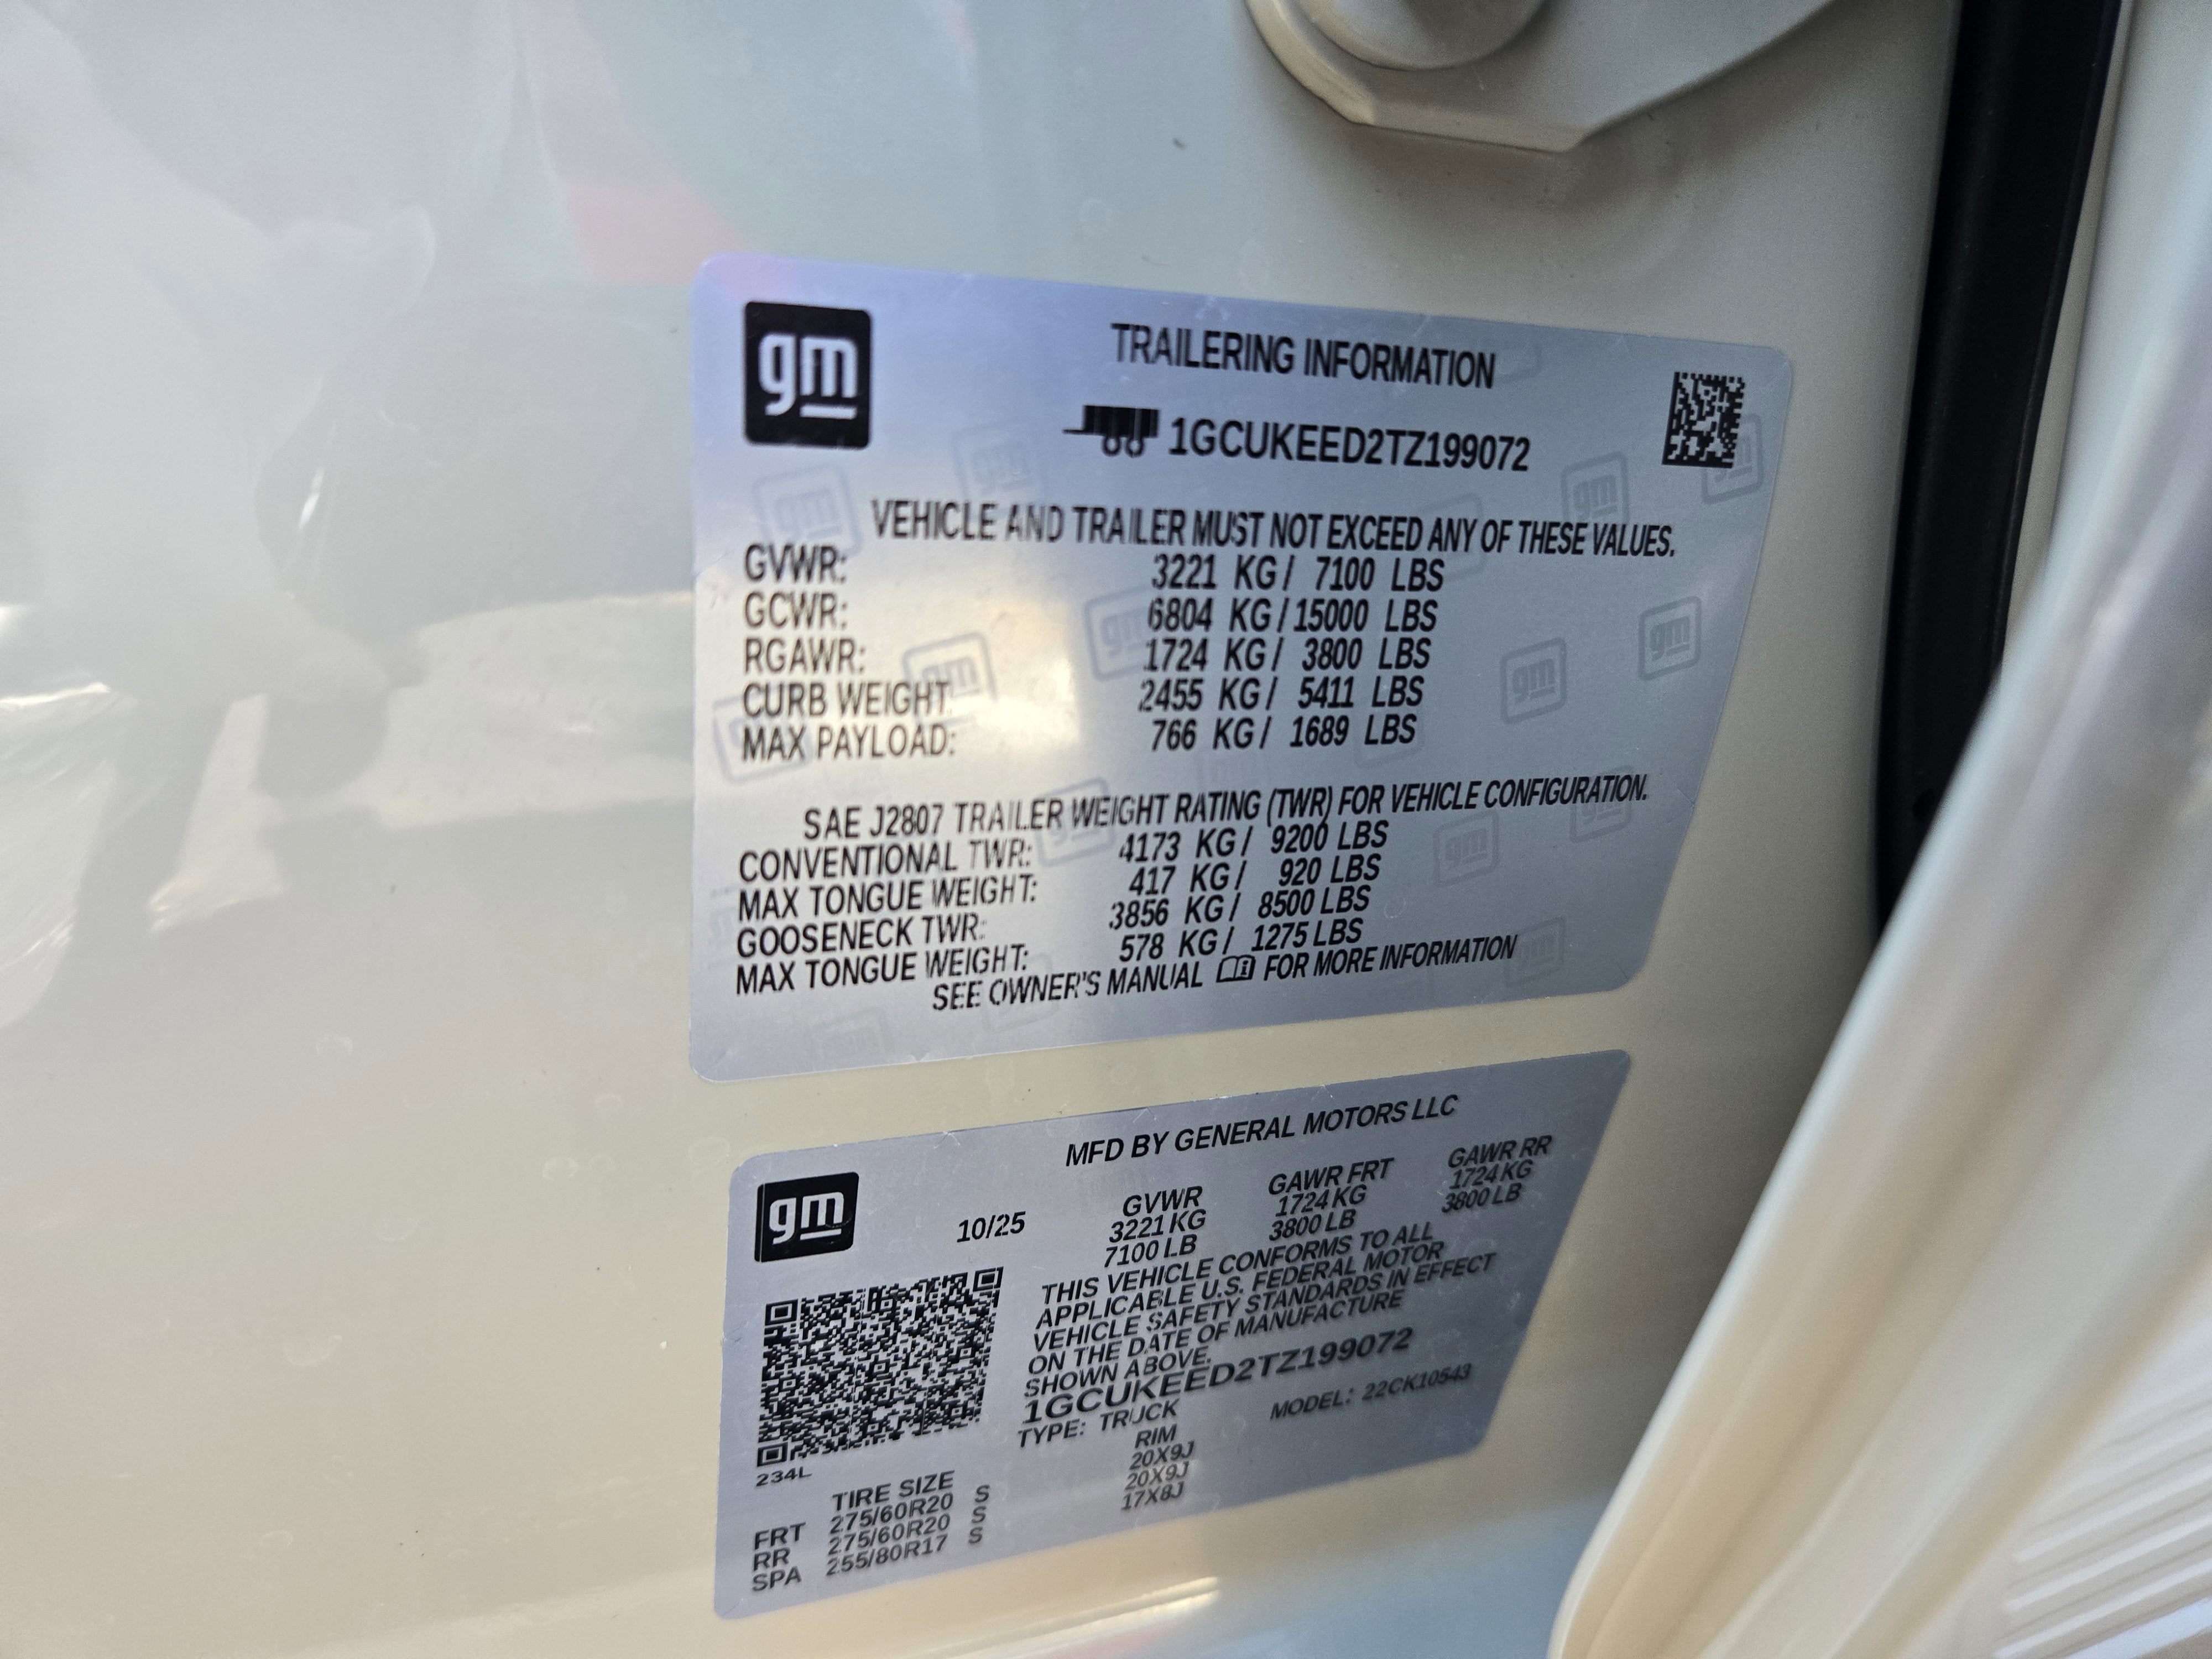 gm
TRAILERING INFORMATION
1GCUKEED2TZ199072
VEHICLE AND TRAILER MUST NOT EXCEED ANY OF THESE VALUES.
GVWR: 3221 KG / 7100 LBS
GCWR: 6804 KG / 15000 LBS
RGAWR: 1724 KG / 3800 LBS
CURB WEIGHT: 2455 KG / 5411 LBS
MAX PAYLOAD: 766 KG / 1689 LBS
SAE J2807 TRAILER WEIGHT RATING (TWR) FOR VEHICLE CONFIGURATION.
CONVENTIONAL TWR: 4173 KG / 9200 LBS
MAX TONGUE WEIGHT: 417 KG / 920 LBS
GOOSENECK TWR: 3856 KG / 8500 LBS
MAX TONGUE WEIGHT: 578 KG / 1275 LBS
SEE OWNER'S MANUAL FOR MORE INFORMATION
gm
MFD BY GENERAL MOTORS LLC
10/25 GVWR GAWR FRT GAWR RR
3221 KG 1724 KG 1724 KG
7100 LB 3800 LB 3800 LB
THIS VEHICLE CONFORMS TO ALL
APPLICABLE U.S. FEDERAL MOTOR
VEHICLE SAFETY STANDARDS IN EFFECT
ON THE DATE OF MANUFACTURE
SHOWN ABOVE.
1GCUKEED2TZ199072
TYPE: TRUCK MODEL: 22CK10543
234L
TIRE SIZE RIM
FRT 275/60R20 S 20X9J
RR 275/60R20 S 20X9J
SPA 255/80R17 S 17X8J